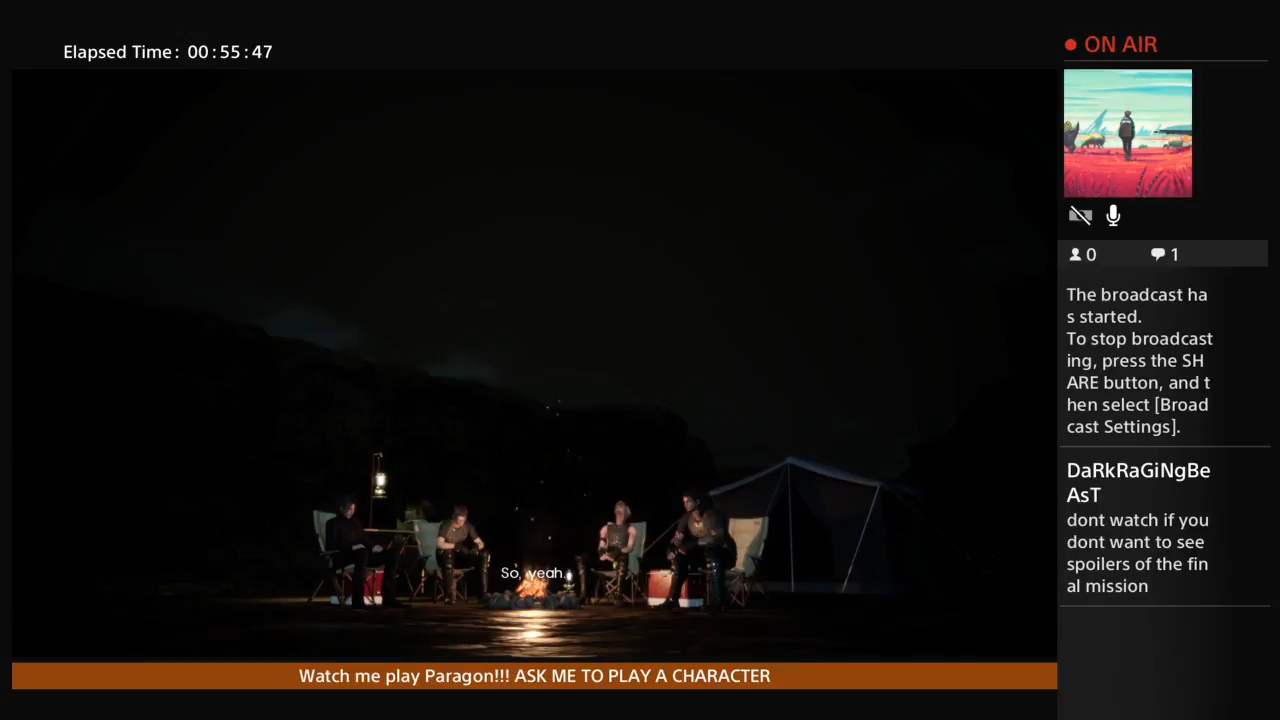 Elapsed Time: 00:55:47
ON AIR
0
1
The broadcast ha
s started.
To stop broadcast
ing, press the SH
ARE button, and t
hen select [Broad
cast Settings].
DaRkRaGiNgBe
AsT
dont watch if you
dont want to see
spoilers of the fin
al mission
So, yeah.
Watch me play Paragon!!! ASK ME TO PLAY A CHARACTER